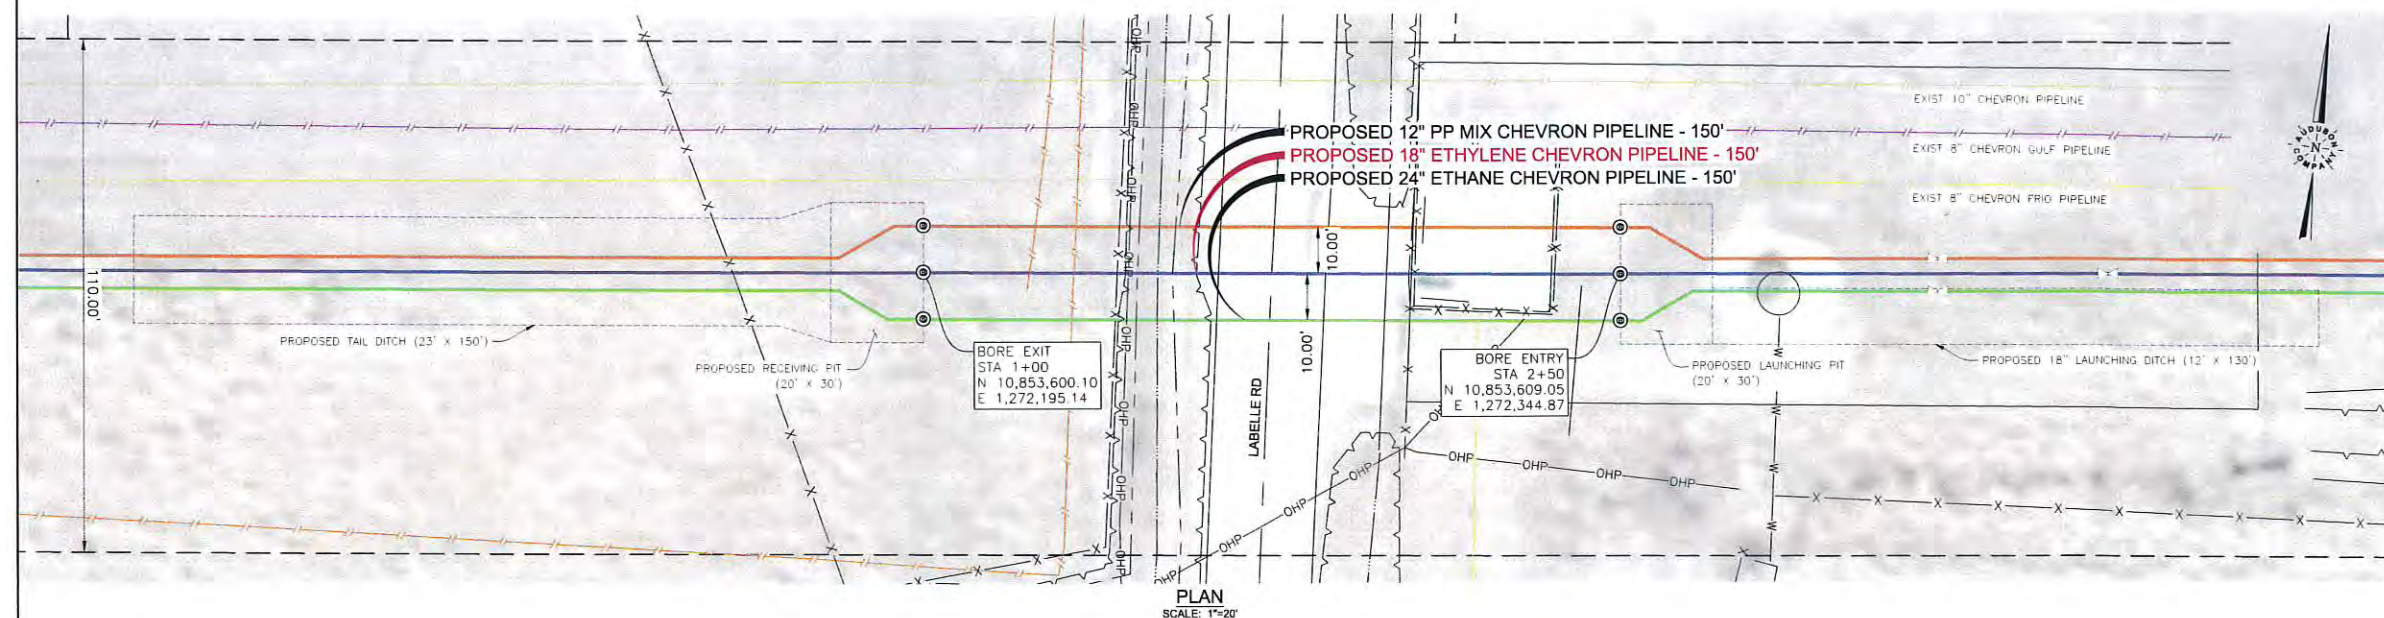 EXIST 10" CHEVRON PIPELINE
PROPOSED 12" PP MIX CHEVRON PIPELINE - 150'
EXIST 8" CHEVRON GULF PIPELINE
PROPOSED 18" ETHYLENE CHEVRON PIPELINE - 150'
PROPOSED 24" ETHANE CHEVRON PIPELINE - 150'
EXIST 8" CHEVRON FRIO PIPELINE
AUDUBON
N
COMPANY
110.00'
10.00'
10.00'
PROPOSED TAIL DITCH (23' X 150')
PROPOSED RECEIVING PIT
(20' X 30')
BORE EXIT
STA 1+00
N 10,853,600.10
E 1,272,195.14
LABELLE RD
BORE ENTRY
STA 2+50
N 10,853,609.05
E 1,272,344.87
PROPOSED LAUNCHING PIT
(20' X 30')
PROPOSED 18" LAUNCHING DITCH (12' X 130')
OHP
OHP
OHP
OHP
OHP
OHP
OHP
OHP
OHP
OHP
OHP
OHP
OHP
OHP
W
W
W
PLAN
SCALE: 1"=20'